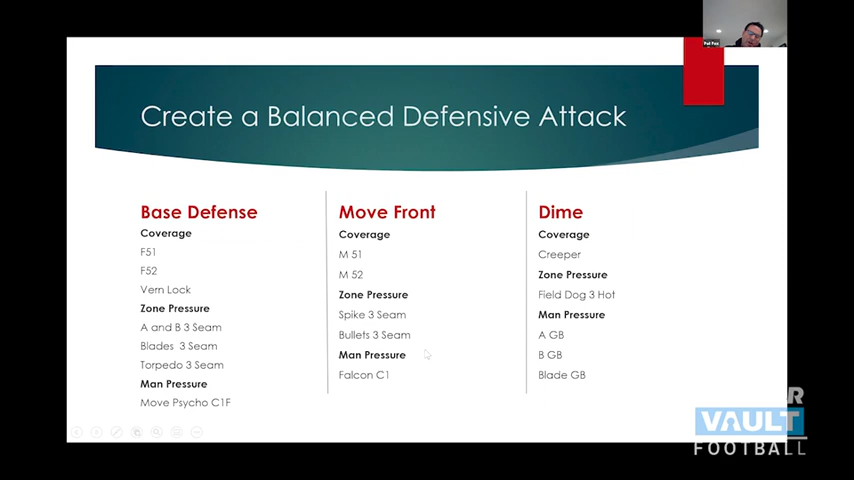 Pat Fox
Create a Balanced Defensive Attack
Base Defense
Coverage
F51
F52
Vern Lock
Zone Pressure
A and B 3 Seam
Blades 3 Seam
Torpedo 3 Seam
Man Pressure
Move Psycho C1F
Move Front
Coverage
M 51
M 52
Zone Pressure
Spike 3 Seam
Bullets 3 Seam
Man Pressure
Falcon C1
Dime
Coverage
Creeper
Zone Pressure
Field Dog 3 Hot
Man Pressure
A GB
B GB
Blade GB
VAULT
FOOTBALL